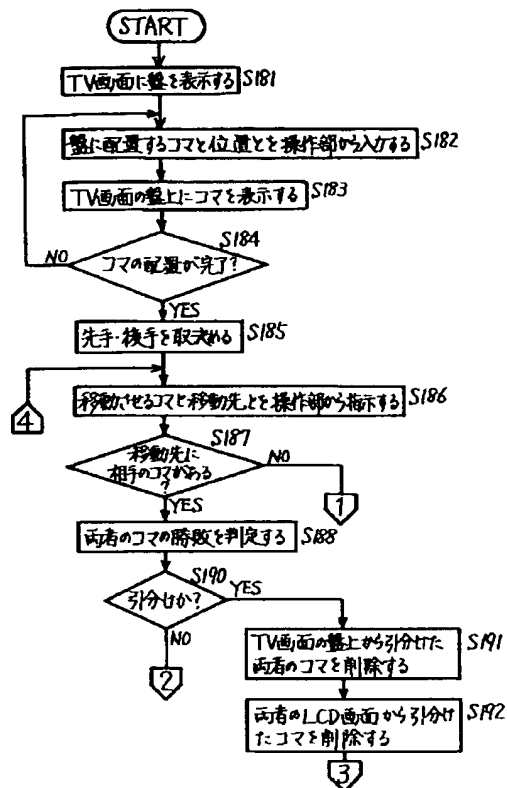 START
TV画面に盤を表示する S181
盤に配置するコマと位置とを操作部から入力する S182
TV画面の盤上にコマを表示する S183
S184
コマの配置が完了?
NO
YES
先手・後手を取決める S185
4
移動させるコマと移動先とを操作部から指示する S186
S187
移動先に
相手のコマがある
?
NO
1
YES
両者のコマの勝敗を判定する S188
S190
引分けか?
YES
NO
2
TV画面の盤上から引分けた S191
両者のコマを削除する
両者のLCD画面から引分け S192
たコマを削除する
3